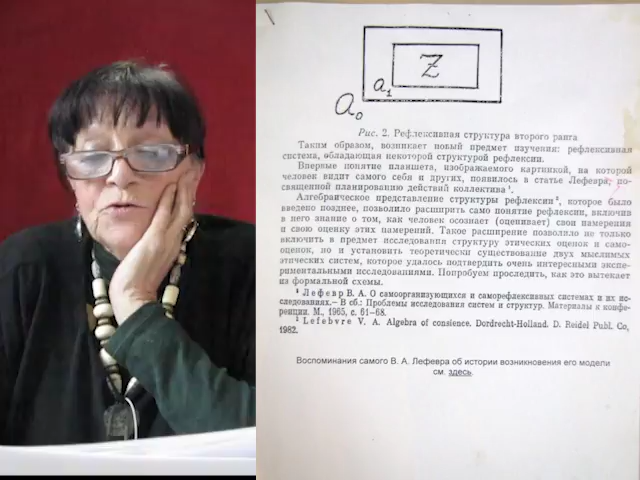 Z
a₁
a₀
Рис. 2. Рефлексивная структура второго ранга
Таким образом, возникает новый предмет изучения: рефлексивная
система, обладающая некоторой структурой рефлексии.
Впервые понятие планшета, изображаемого картинкой, на которой
человек видит самого себя и других, появилось в статье Лефевра, по-
священной планированию действий коллектива ¹.
Алгебраическое представление структуры рефлексии ², которое было
введено позднее, позволило расширить само понятие рефлексии, включив
в него знание о том, как человек осознает (оценивает) свои намерения
и свою оценку этих намерений. Такое расширение позволило не только
включить в предмет исследования структуру этических оценок и само-
оценок, но и установить теоретически существование двух мыслимых
этических систем, которое удалось подтвердить очень интересными экспе-
риментальными исследованиями. Попробуем проследить, как это вытекает
из формальной схемы.
¹ Лефевр В. А. О самоорганизующихся и саморефлексивных системах и их ис-
следованиях.— В сб.: Проблемы исследования систем и структур. Материалы к конфе-
ренции. М., 1965, с. 61—68.
² Lefebvre V. A. Algebra of consience. Dordrecht-Holland. D. Reidel Publ. Co,
1982.
Воспоминания самого В. А. Лефевра об истории возникновения его модели
см. здесь.